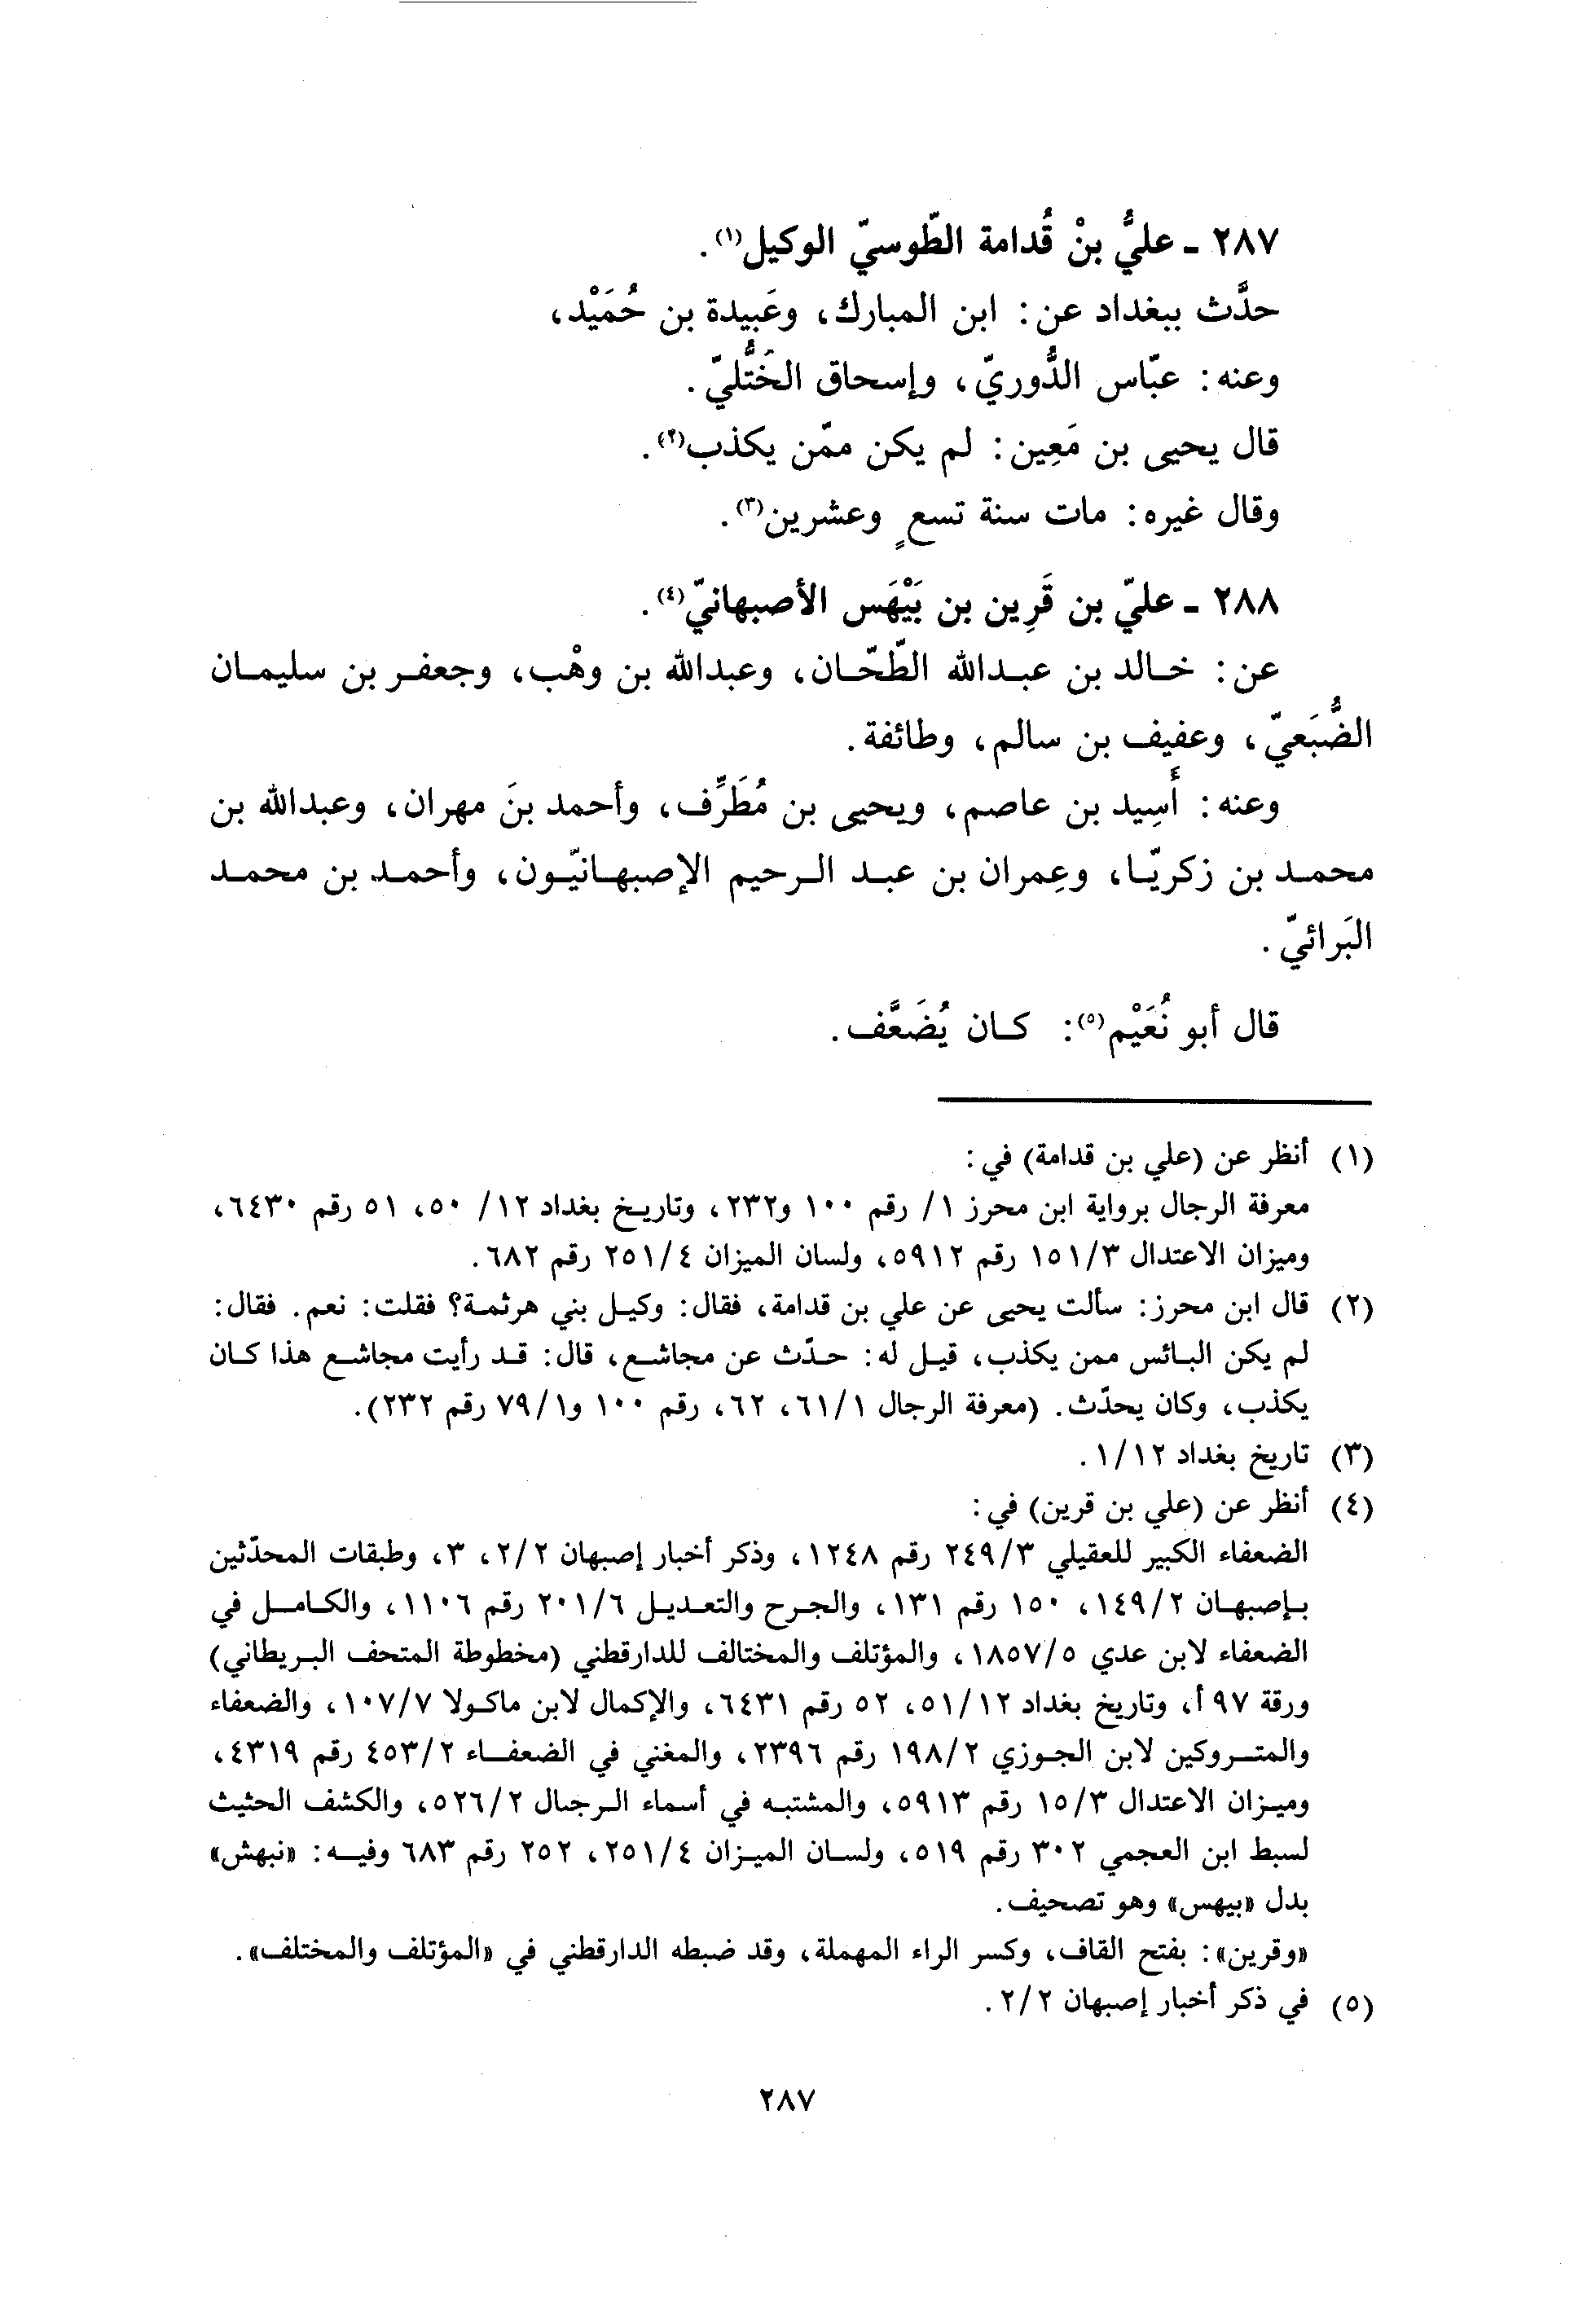 ٢٨٧ - عليُّ بنْ قُدامة الطّوسيّ الوكيل(١).
حدَّث ببغداد عن: ابن المبارك، وعَبيدة بن حُمَيْد،
وعنه: عبّاس الدُّوريّ، وإسحاق الخُتُّليّ.
قال يحيى بن مَعِين: لم يكن ممّن يكذب(٢).
وقال غيره: مات سنة تسعٍ وعشرين(٣).
٢٨٨ - عليّ بن قَرِين بن بَيْهَس الأصبهانيّ(٤).
عن: خالد بن عبدالله الطّحّان، وعبدالله بن وهْب، وجعفر بن سليمان
الضُّبَعيّ، وعفيف بن سالم، وطائفة.
وعنه: أَسِيد بن عاصم، ويحيى بن مُطَرِّف، وأحمد بنَ مهران، وعبدالله بن
محمد بن زكريّا، وعِمران بن عبد الرحيم الإصبهانيّون، وأحمد بن محمد
البَرائيّ.
قال أبو نُعَيْم(٥): كان يُضَعَّف.
(١) أنظر عن (علي بن قدامة) في:
معرفة الرجال برواية ابن محرز ١/ رقم ١٠٠ و٢٣٢، وتاريخ بغداد ١٢/ ٥٠، ٥١ رقم ٦٤٣٠،
وميزان الاعتدال ١٥١/٣ رقم ٥٩١٢، ولسان الميزان ٢٥١/٤ رقم ٦٨٢.
(٢) قال ابن محرز: سألت يحيى عن علي بن قدامة، فقال: وكيل بني هرثمة؟ فقلت: نعم. فقال:
لم يكن البائس ممن يكذب، قيل له: حدّث عن مجاشع، قال: قد رأيت مجاشع هذا كان
يكذب، وكان يحدّث. (معرفة الرجال ٦١/١، ٦٢، رقم ١٠٠ و٧٩/١ رقم ٢٣٢).
(٣) تاريخ بغداد ١/١٢.
(٤) أنظر عن (علي بن قرين) في:
الضعفاء الكبير للعقيلي ٢٤٩/٣ رقم ١٢٤٨، وذكر أخبار إصبهان ٢/٢، ٣، وطبقات المحدّثين
بإصبهان ١٤٩/٢، ١٥٠ رقم ١٣١، والجرح والتعديل ٢٠١/٦ رقم ١١٠٦، والكامل في
الضعفاء لابن عدي ١٨٥٧/٥، والمؤتلف والمختالف للدارقطني (مخطوطة المتحف البريطاني)
ورقة ٩٧ أ، وتاريخ بغداد ٥١/١٢، ٥٢ رقم ٦٤٣١، والإكمال لابن ماكولا ١٠٧/٧، والضعفاء
والمتروكين لابن الجوزي ١٩٨/٢ رقم ٢٣٩٦، والمغني في الضعفاء ٤٥٣/٢ رقم ٤٣١٩،
وميزان الاعتدال ١٥/٣ رقم ٥٩١٣، والمشتبه في أسماء الرجال ٥٢٦/٢، والكشف الحثيث
لسبط ابن العجمي ٣٠٢ رقم ٥١٩، ولسان الميزان ٢٥١/٤، ٢٥٢ رقم ٦٨٣ وفيه: «نبهش»
بدل «بيهس» وهو تصحيف.
«وقرين»: بفتح القاف، وكسر الراء المهملة، وقد ضبطه الدارقطني في «المؤتلف والمختلف».
(٥) في ذكر أخبار إصبهان ٢/٢.
٢٨٧